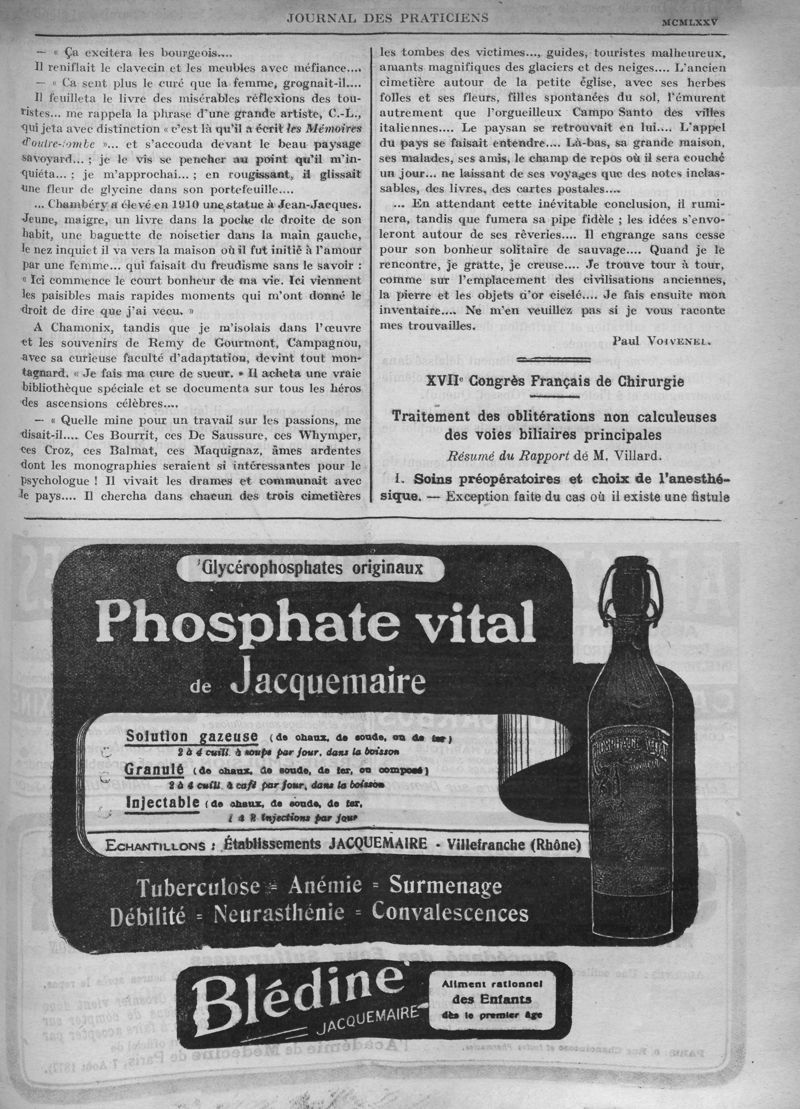 JOURNAL DES PRATICIENS
MCMLXXV
— « Ça excitera les bourgeois....
Il reniflait le clavecin et les meubles avec méfiance....
— « Ca sent plus le curé que la femme, grognait-il....
Il feuilleta le livre des misérables réflexions des tou-
ristes... me rappela la phrase d'une grande artiste, C.-L.,
qui jeta avec distinction « c'est là qu'il a écrit les Mémoires
d'outre-tombe »... et s'accouda devant le beau paysage
savoyard... ; je le vis se pencher au point qu'il m'in-
quiéta... ; je m'approchai... ; en rougissant, il glissait
une fleur de glycine dans son portefeuille....
... Chambéry a élevé en 1910 une statue à Jean-Jacques.
Jeune, maigre, un livre dans la poche de droite de son
habit, une baguette de noisetier dans la main gauche,
le nez inquiet il va vers la maison où il fut initié à l'amour
par une femme... qui faisait du freudisme sans le savoir :
« Ici commence le court bonheur de ma vie. Ici viennent
les paisibles mais rapides moments qui m'ont donné le
droit de dire que j'ai vecu. »
A Chamonix, tandis que je m'isolais dans l'œuvre
et les souvenirs de Remy de Gourmont, Campagnou,
avec sa curieuse faculté d'adaptation, devint tout mon-
tagnard. « Je fais ma cure de sueur. » Il acheta une vraie
bibliothèque spéciale et se documenta sur tous les héros
des ascensions célèbres....
— « Quelle mine pour un travail sur les passions, me
disait-il.... Ces Bourrit, ces De Saussure, ces Whymper,
ces Croz, ces Balmat, ces Maquignaz, âmes ardentes
dont les monographies seraient si intéressantes pour le
psychologue ! Il vivait les drames et communait avec
le pays.... Il chercha dans chacun des trois cimetières
les tombes des victimes..., guides, touristes malheureux,
amants magnifiques des glaciers et des neiges.... L'ancien
cimetière autour de la petite église, avec ses herbes
folles et ses fleurs, filles spontanées du sol, l'émurent
autrement que l'orgueilleux Campo Santo des villes
italiennes.... Le paysan se retrouvait en lui.... L'appel
du pays se faisait entendre.... Là-bas, sa grande maison,
ses malades, ses amis, le champ de repos où il sera couché
un jour... ne laissant de ses voyages que des notes inclas-
sables, des livres, des cartes postales....
... En attendant cette inévitable conclusion, il rumi-
nera, tandis que fumera sa pipe fidèle ; les idées s'envo-
leront autour de ses rêveries.... Il engrange sans cesse
pour son bonheur solitaire de sauvage.... Quand je le
rencontre, je gratte, je creuse.... Je trouve tour à tour,
comme sur l'emplacement des civilisations anciennes,
la pierre et les objets d'or ciselé.... Je fais ensuite mon
inventaire.... Ne m'en veuillez pas si je vous raconte
mes trouvailles.
Paul VOIVENEL.
XVIIe Congrès Français de Chirurgie
Traitement des oblitérations non calculeuses
des voies biliaires principales
Résumé du Rapport de M. Villard.
1. Soins préopératoires et choix de l'anesthé-
sique. — Exception faite du cas où il existe une fistule
Glycérophosphates originaux
Phosphate vital
de Jacquemaire
Solution gazeuse (de chaux, de soude, ou de fer)
2 à 4 cuill. à soupe par jour, dans la boisson
Granulé (de chaux, de soude, de fer, ou composé)
2 à 4 cuill. à café par jour, dans la boisson
Injectable (de chaux, de soude, de fer,
1 à 2 Injections par jour
ECHANTILLONS : Établissements JACQUEMAIRE - Villefranche (Rhône)
Tuberculose = Anémie = Surmenage
Débilité = Neurasthénie = Convalescences
Blédine
JACQUEMAIRE
Aliment rationnel
des Enfants
dès le premier âge